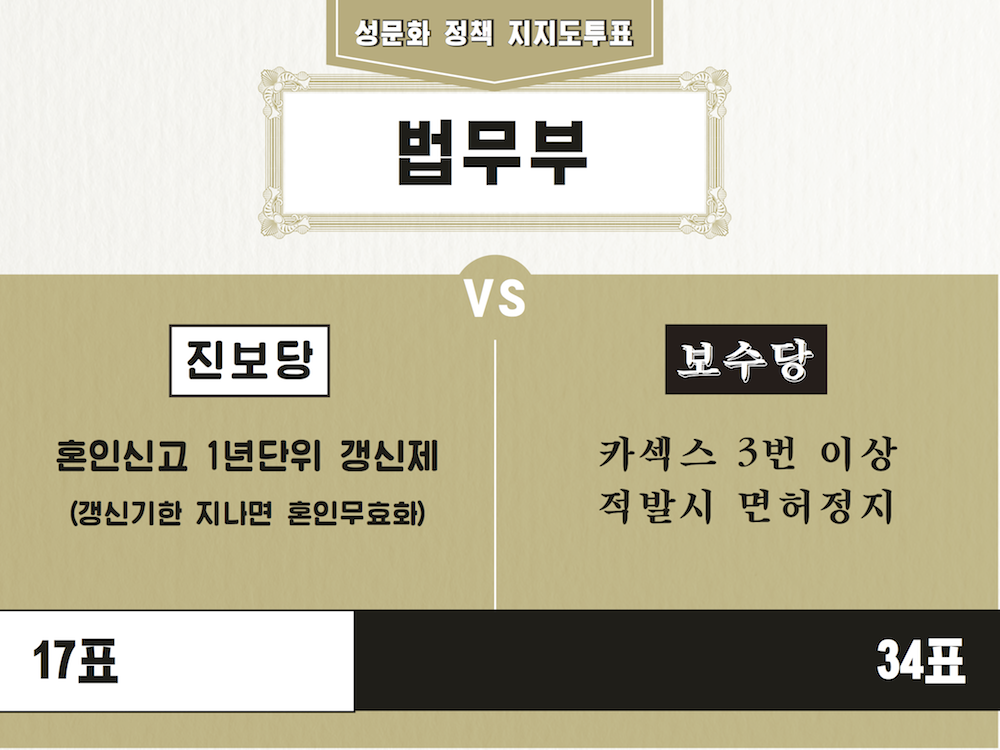 성문화 정책 지지도투표
법무부
VS
진보당
보수당
혼인신고 1년단위 갱신제
(갱신기한 지나면 혼인무효화)
카섹스 3번 이상
적발시 면허정지
17표
34표